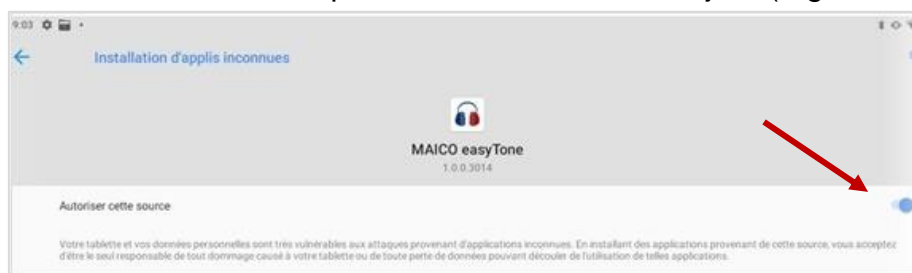 9:03
Installation d'applis inconnues
MAICO easyTone
1.0.0.3014
Autoriser cette source
Votre tablette et vos données personnelles sont très vulnérables aux attaques provenant d'applications inconnues. En installant des applications provenant de cette source, vous acceptez
d'être le seul responsable de tout dommage causé à votre tablette ou de toute perte de données pouvant découler de l'utilisation de telles applications.